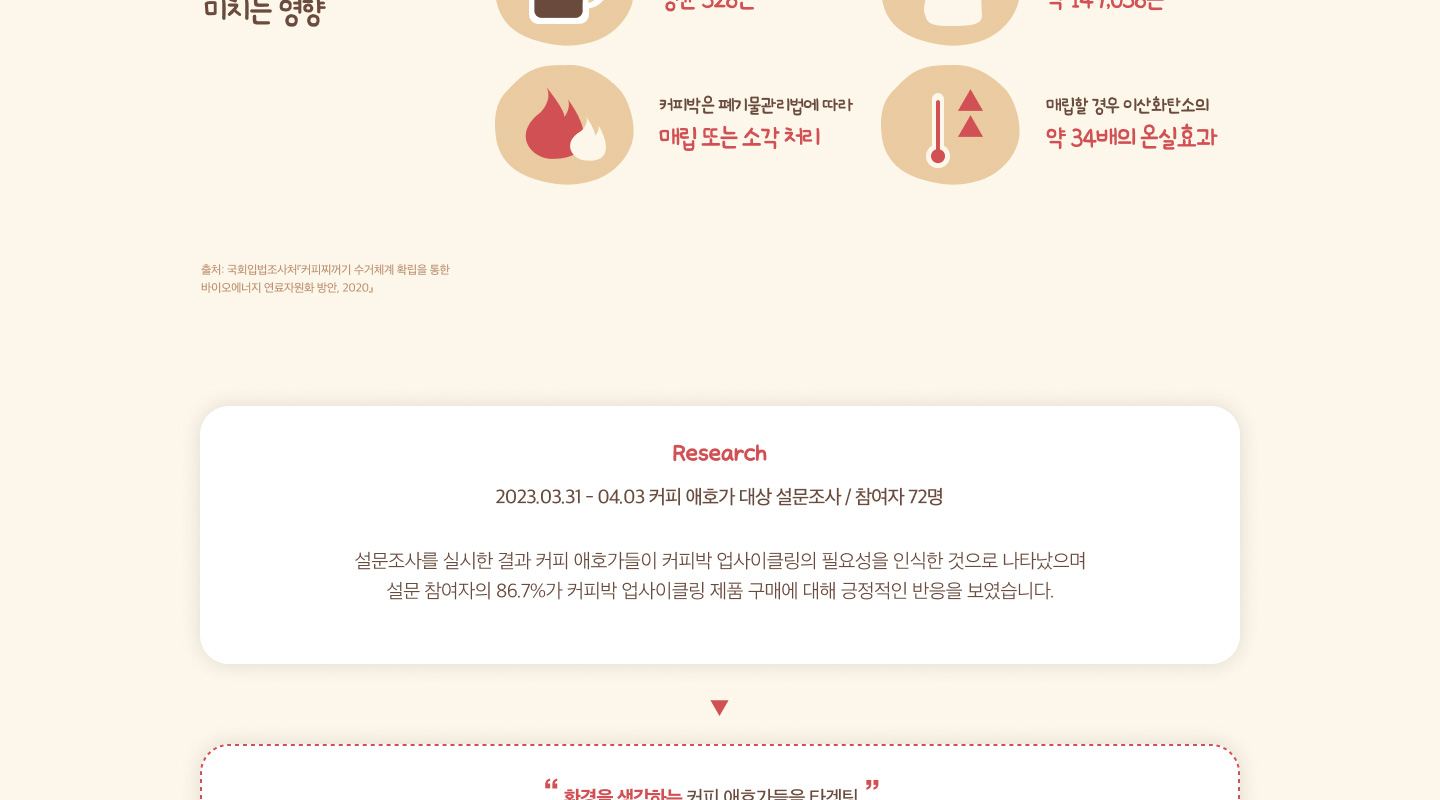 미치는 영향
평균 328잔
커피박은 폐기물관리법에 따라
매립 또는 소각 처리
매립할 경우 이산화탄소의
약 34배의 온실효과
출처: 국회입법조사처『커피찌꺼기 수거체계 확립을 통한
바이오에너지 연료자원화 방안, 2020』
Research
2023.03.31 - 04.03 커피 애호가 대상 설문조사 / 참여자 72명
설문조사를 실시한 결과 커피 애호가들이 커피박 업사이클링의 필요성을 인식한 것으로 나타났으며
설문 참여자의 86.7%가 커피박 업사이클링 제품 구매에 대해 긍정적인 반응을 보였습니다.
“ 환경을 생각하는 커피 애호가들을 타겟팅 ”